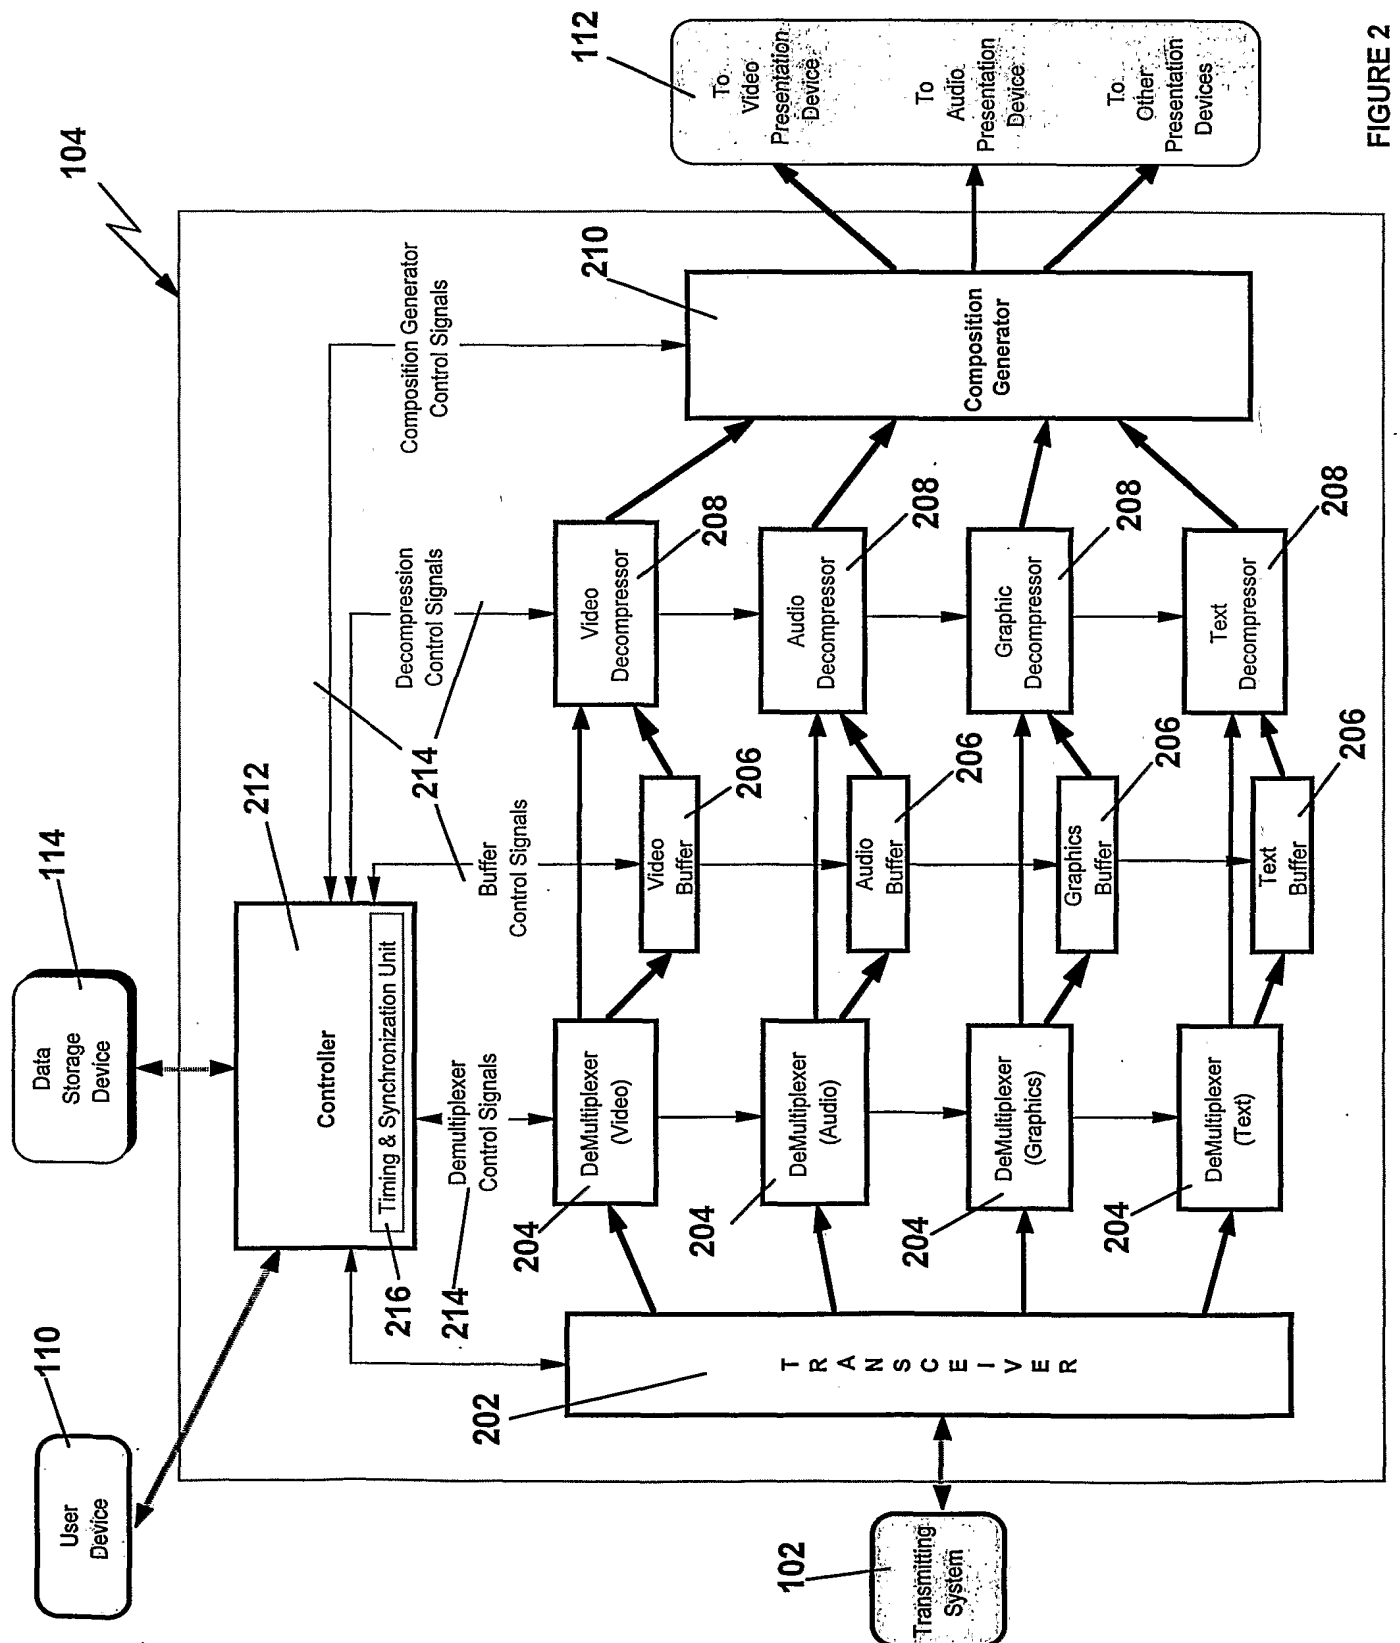 User
Device
110
Data
Storage
Device
114
104
212
Controller
Timing & Synchronization Unit
216
214
Composition Generator
Control Signals
Decompression
Control Signals
Buffer
Control Signals
Demultiplexer
Control Signals
214
202
TRANSCEIVER
102
Transmitting
System
204
DeMultiplexer
(Video)
Video
Buffer
206
Video
Decompressor
208
204
DeMultiplexer
(Audio)
Audio
Buffer
206
Audio
Decompressor
208
204
DeMultiplexer
(Graphics)
Graphics
Buffer
206
Graphic
Decompressor
208
204
DeMultiplexer
(Text)
Text
Buffer
206
Text
Decompressor
208
210
Composition
Generator
112
To
Video
Presentation
Device
To
Audio
Presentation
Device
To
Other
Presentation
Devices
FIGURE 2